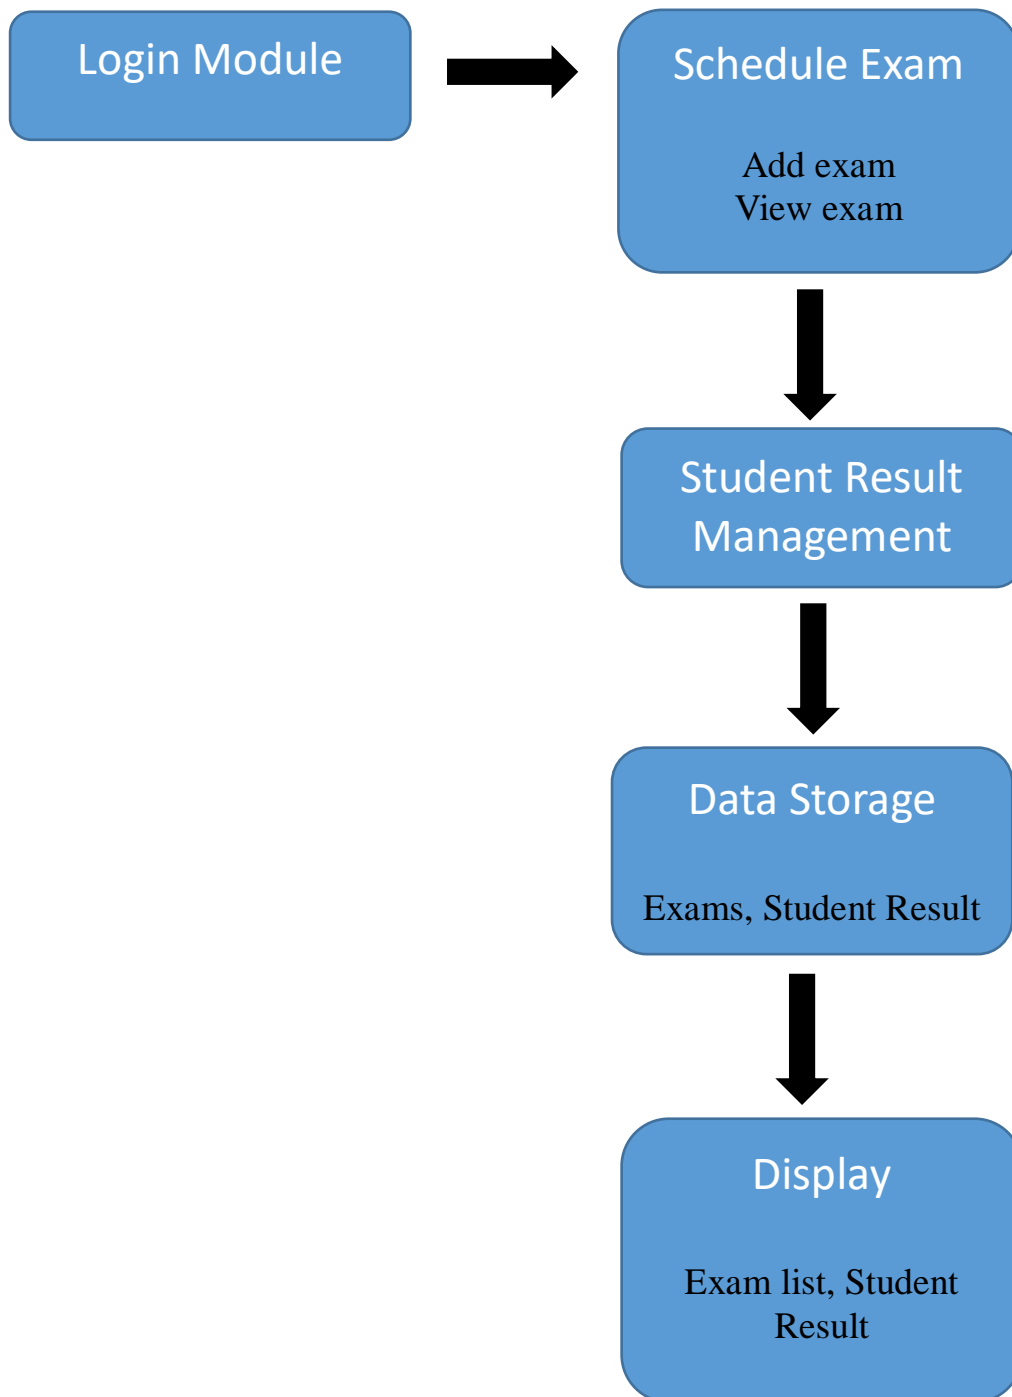 Login Module
Schedule Exam
Add exam
View exam
Student Result
Management
Data Storage
Exams, Student Result
Display
Exam list, Student
Result